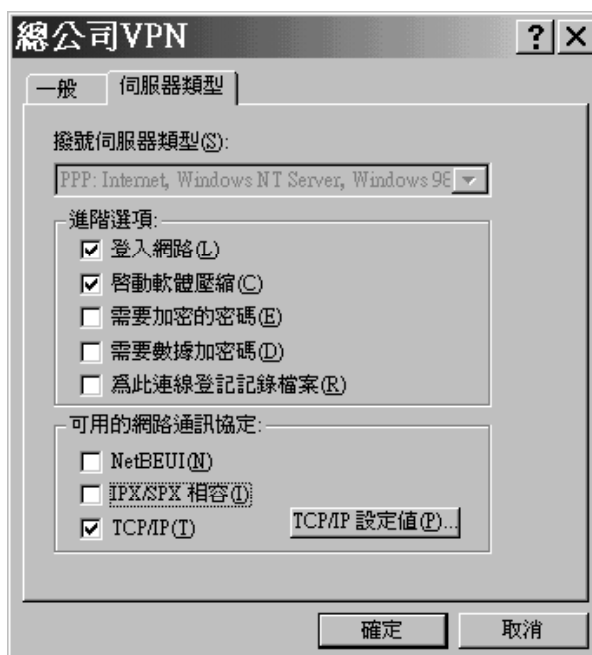 總公司VPN
一般
伺服器類型
撥號伺服器類型(S):
PPP: Internet, Windows NT Server, Windows 98
進階選項:
登入網路(L)
啓動軟體壓縮(C)
需要加密的密碼(E)
需要數據加密碼(D)
爲此連線登記記錄檔案(R)
可用的網路通訊協定:
NetBEUI(N)
IPX/SPX 相容(I)
TCP/IP(T)
TCP/IP 設定値(P)...
確定
取消